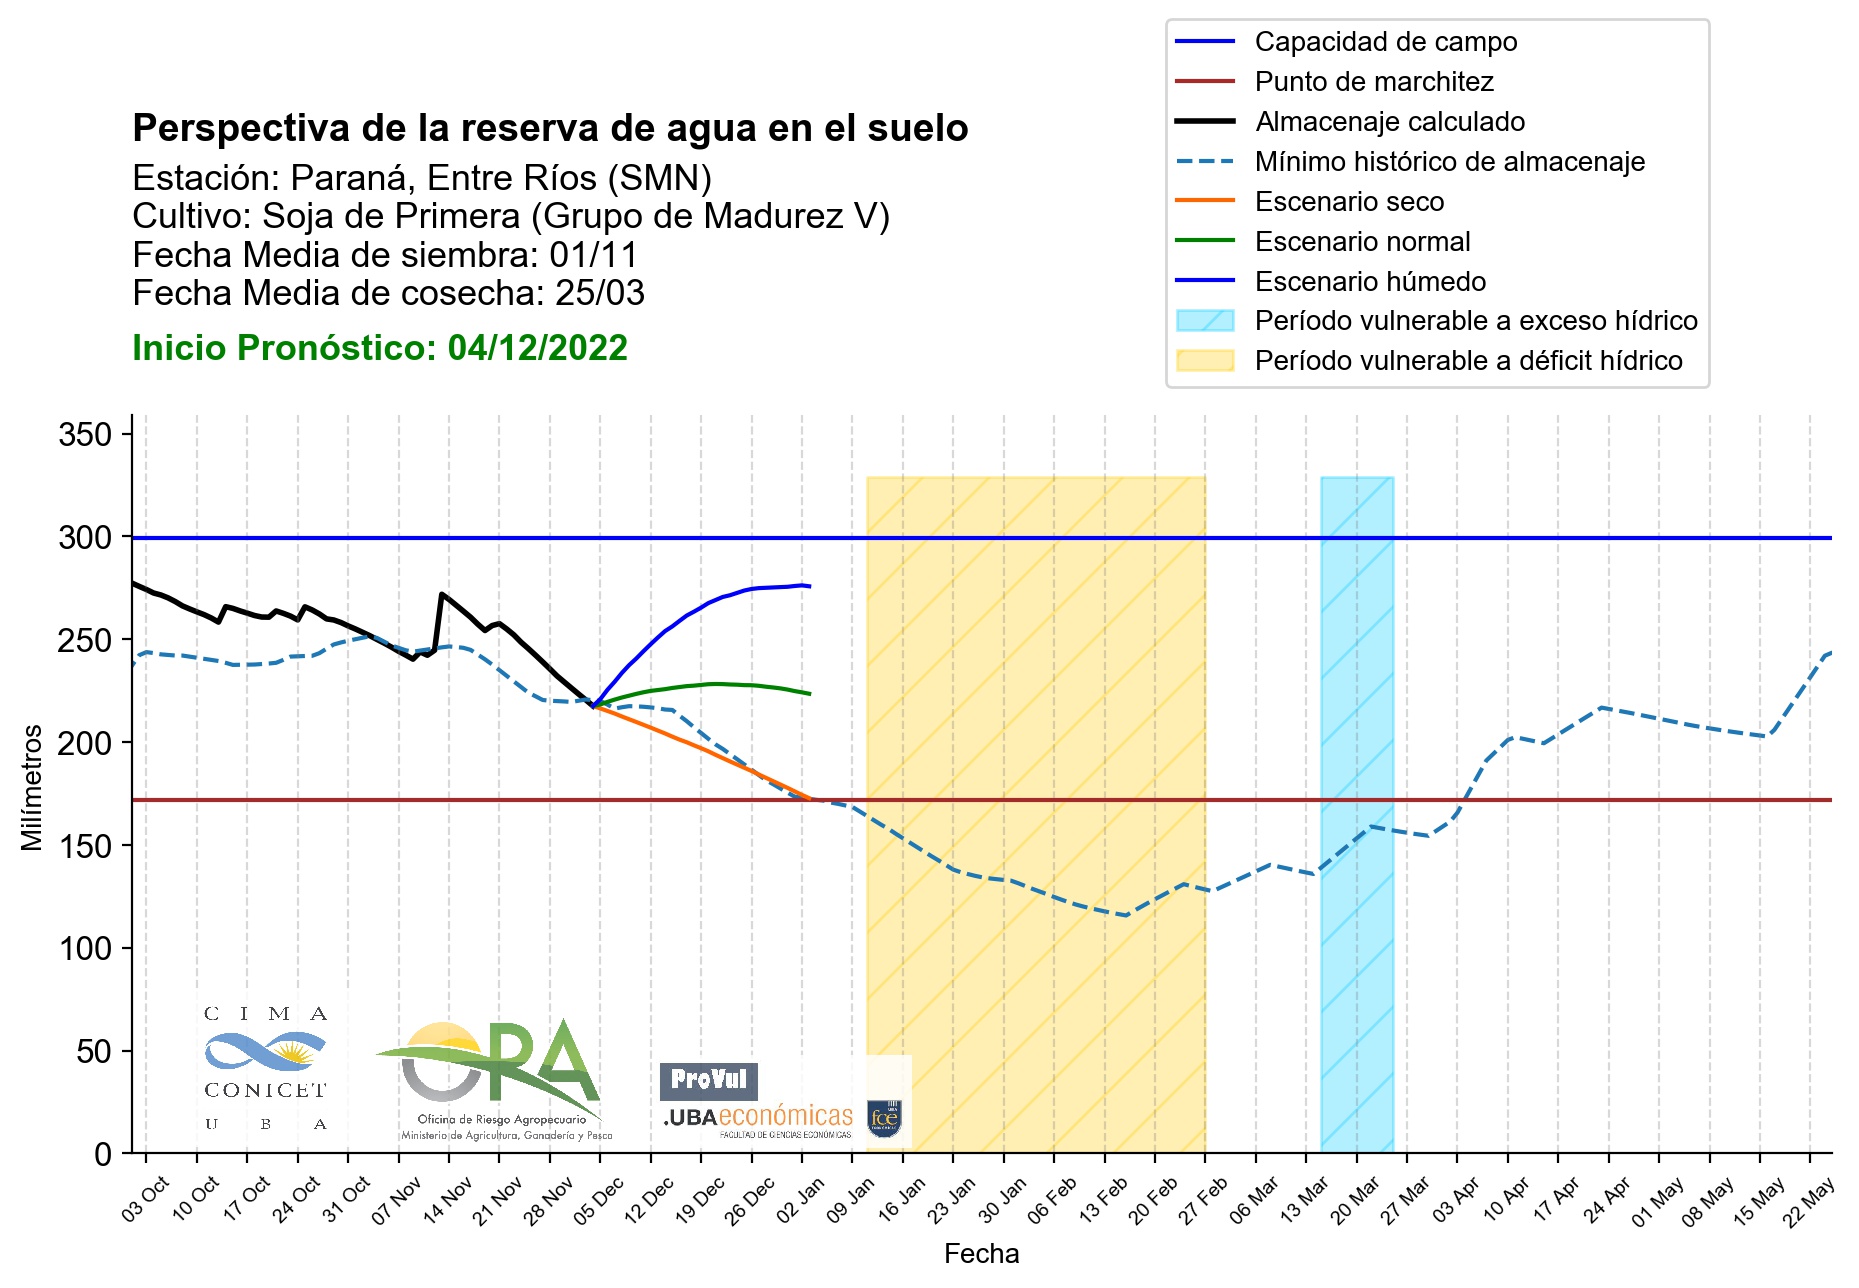 Capacidad de campo
Punto de marchitez
Almacenaje calculado
Mínimo histórico de almacenaje
Escenario seco
Escenario normal
Escenario húmedo
Período vulnerable a exceso hídrico
Período vulnerable a déficit hídrico
Perspectiva de la reserva de agua en el suelo
Estación: Paraná, Entre Ríos (SMN)
Cultivo: Soja de Primera (Grupo de Madurez V)
Fecha Media de siembra: 01/11
Fecha Media de cosecha: 25/03
Inicio Pronóstico: 04/12/2022
350
300
250
200
150
100
50
0
Milímetros
CIMA
CONICET
UBA
ORA
Oficina de Riesgo Agropecuario
Ministerio de Agricultura, Ganadería y Pesca
ProVul
.UBAeconómicas
FACULTAD DE CIENCIAS ECONÓMICAS
fce
03 Oct
10 Oct
17 Oct
24 Oct
31 Oct
07 Nov
14 Nov
21 Nov
28 Nov
05 Dec
12 Dec
19 Dec
26 Dec
02 Jan
09 Jan
16 Jan
23 Jan
30 Jan
06 Feb
13 Feb
20 Feb
27 Feb
06 Mar
13 Mar
20 Mar
27 Mar
03 Apr
10 Apr
17 Apr
24 Apr
01 May
08 May
15 May
22 May
Fecha